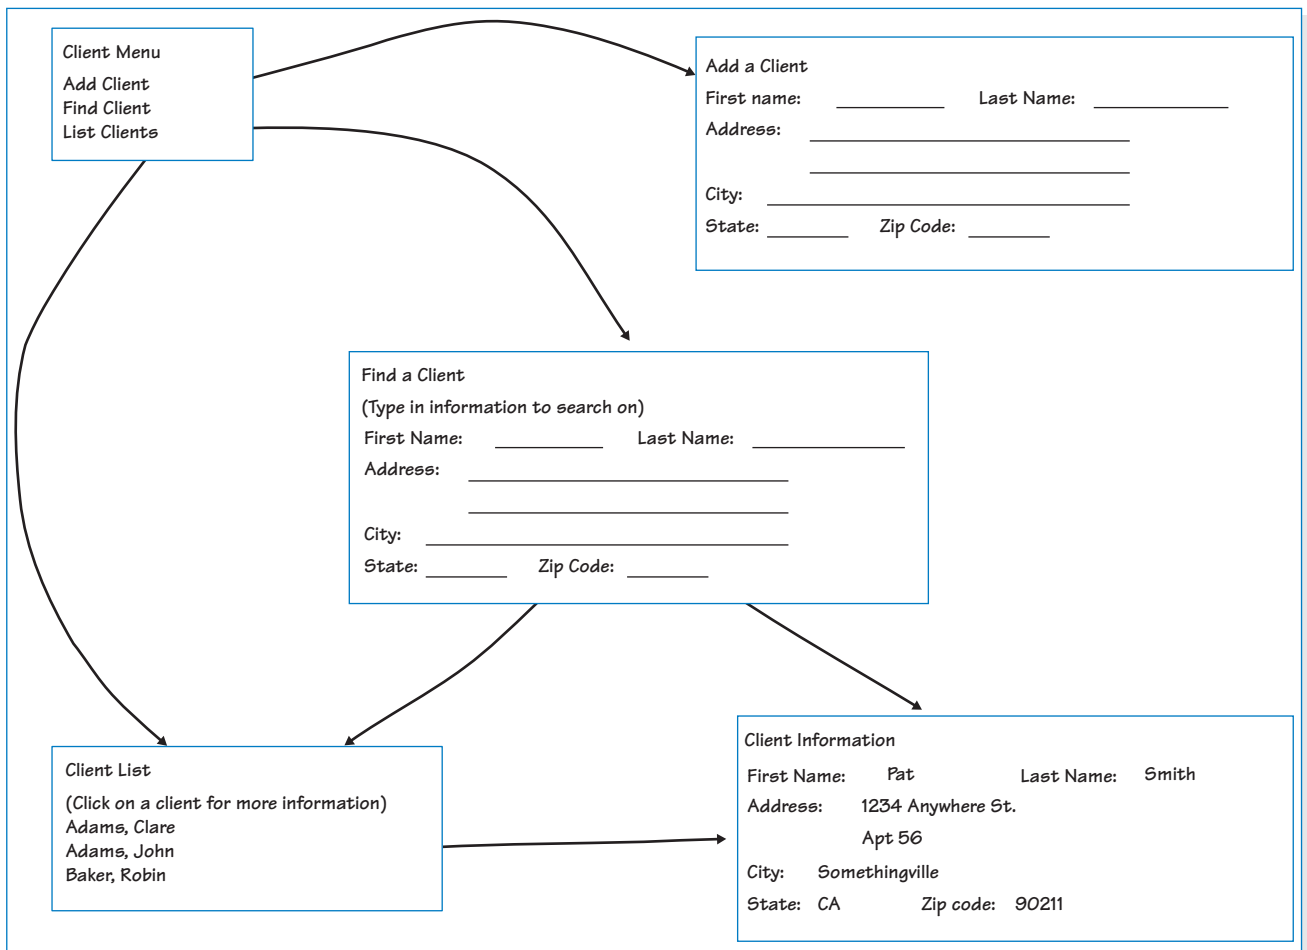 Client Menu
Add Client
Find Client
List Clients
Add a Client
First name: Last Name:
Address:
City:
State: Zip Code:
Find a Client
(Type in information to search on)
First Name: Last Name:
Address:
City:
State: Zip Code:
Client List
(Click on a client for more information)
Adams, Clare
Adams, John
Baker, Robin
Client Information
First Name: Pat Last Name: Smith
Address: 1234 Anywhere St.
Apt 56
City: Somethingville
State: CA Zip code: 90211